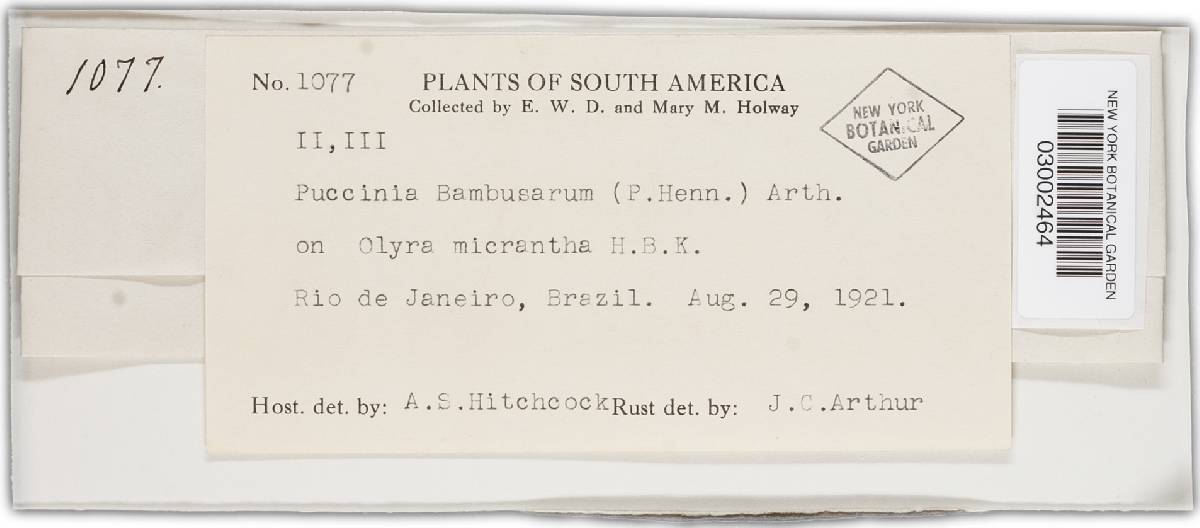 1077.
No. 1077 PLANTS OF SOUTH AMERICA
Collected by E. W. D. and Mary M. Holway
NEW YORK
BOTANICAL
GARDEN
II,III
Puccinia Bambusarum (P.Henn.) Arth.
on Olyra micrantha H.B.K.
Rio de Janeiro, Brazil. Aug. 29, 1921.
Host. det. by: A.S.Hitchcock Rust det. by: J.C.Arthur
NEW YORK BOTANICAL GARDEN
03002464